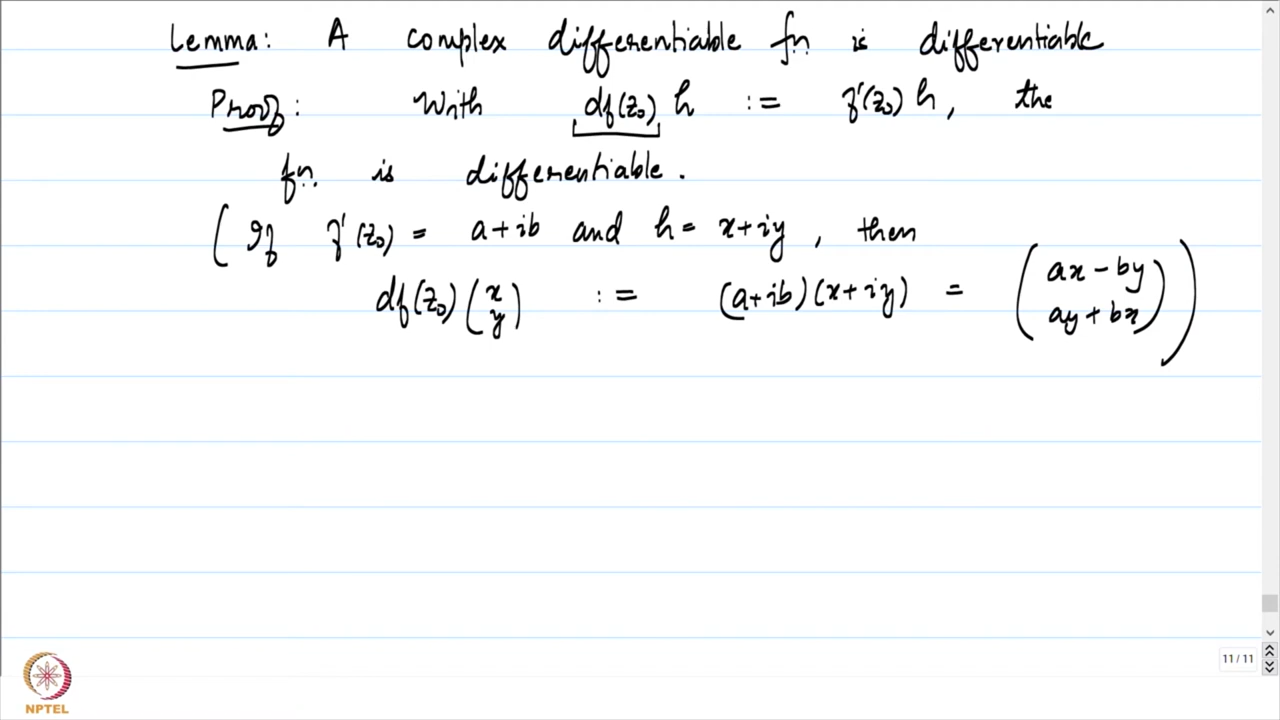 Lemma: A complex differentiable fn is differentiable
Proof: With df(z₀) h := f'(z₀) h, the
fn. is differentiable.
( If f'(z₀) = a+ib and h = x+iy, then
df(z₀) (x y) := (a+ib)(x+iy) = (ax - by ay + bx) )
11 / 11
NPTEL